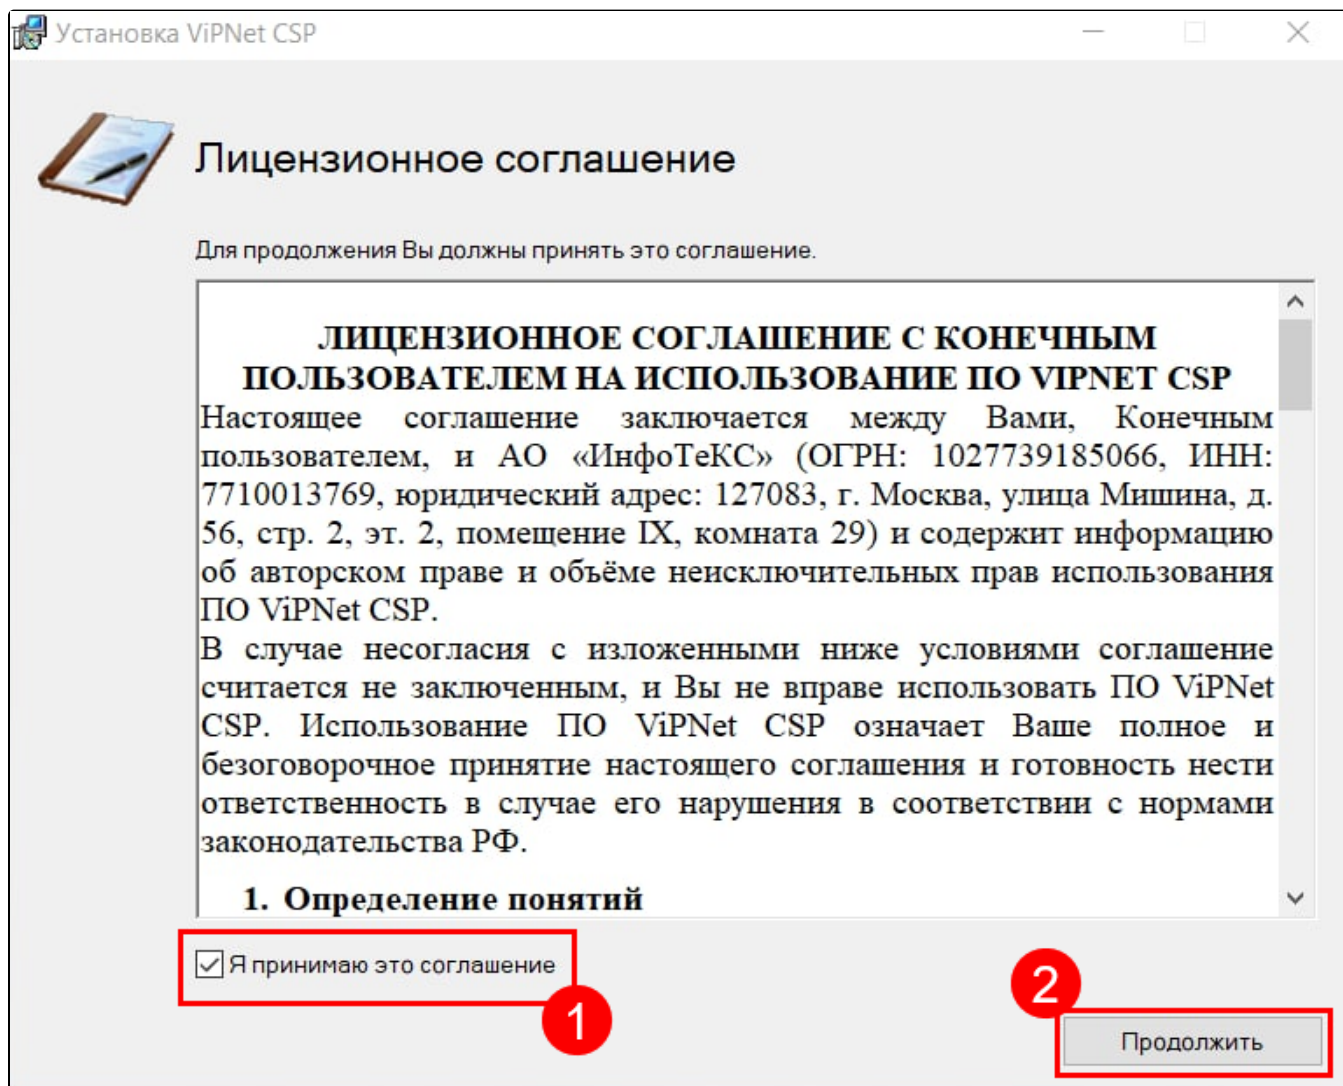 Установка ViPNet CSP
Лицензионное соглашение
Для продолжения Вы должны принять это соглашение.
ЛИЦЕНЗИОННОЕ СОГЛАШЕНИЕ С КОНЕЧНЫМ
ПОЛЬЗОВАТЕЛЕМ НА ИСПОЛЬЗОВАНИЕ ПО VIPNET CSP
Настоящее соглашение заключается между Вами, Конечным
пользователем, и АО «ИнфоТеКС» (ОГРН: 1027739185066, ИНН:
7710013769, юридический адрес: 127083, г. Москва, улица Мишина, д.
56, стр. 2, эт. 2, помещение IX, комната 29) и содержит информацию
об авторском праве и объёме неисключительных прав использования
ПО ViPNet CSP.
В случае несогласия с изложенными ниже условиями соглашение
считается не заключенным, и Вы не вправе использовать ПО ViPNet
CSP. Использование ПО ViPNet CSP означает Ваше полное и
безоговорочное принятие настоящего соглашения и готовность нести
ответственность в случае его нарушения в соответствии с нормами
законодательства РФ.
1. Определение понятий
Я принимаю это соглашение
1
2
Продолжить